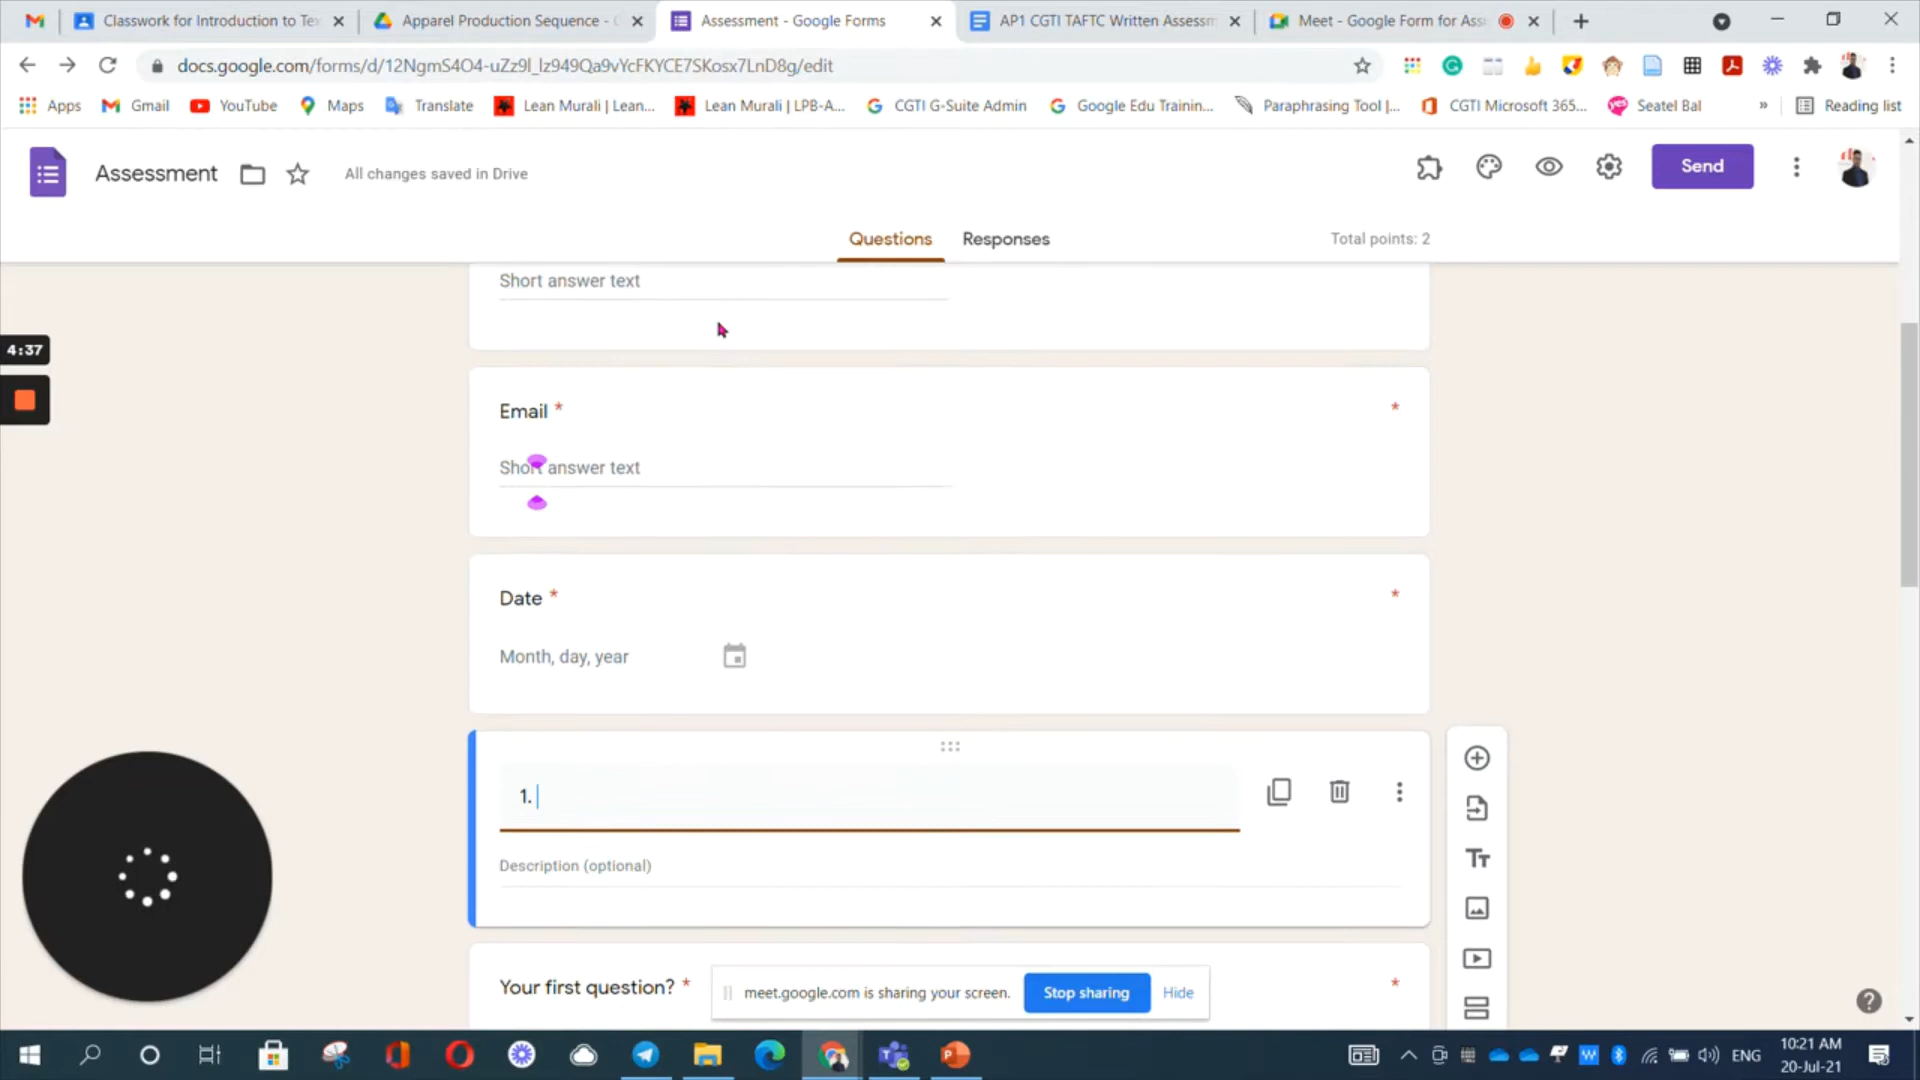 Classwork for Introduction to Tex
Apparel Production Sequence - C
Assessment - Google Forms
AP1 CGTI TAFTC Written Assessm
Meet - Google Form for Ass
docs.google.com/forms/d/12NgmS4O4-uZz9l_lz949Qa9vYcFKYCE7SKosx7LnD8g/edit
Apps
Gmail
YouTube
Maps
Translate
Lean Murali | Lean...
Lean Murali | LPB-A...
CGTI G-Suite Admin
Google Edu Trainin...
Paraphrasing Tool |...
CGTI Microsoft 365...
Seatel Bal
»
Reading list
Assessment
All changes saved in Drive
Send
Questions
Responses
Total points: 2
Short answer text
4:37
Email *
*
Short answer text
Date *
*
Month, day, year
1.
Description (optional)
Your first question? *
*
meet.google.com is sharing your screen.
Stop sharing
Hide
ENG
10:21 AM
20-Jul-21